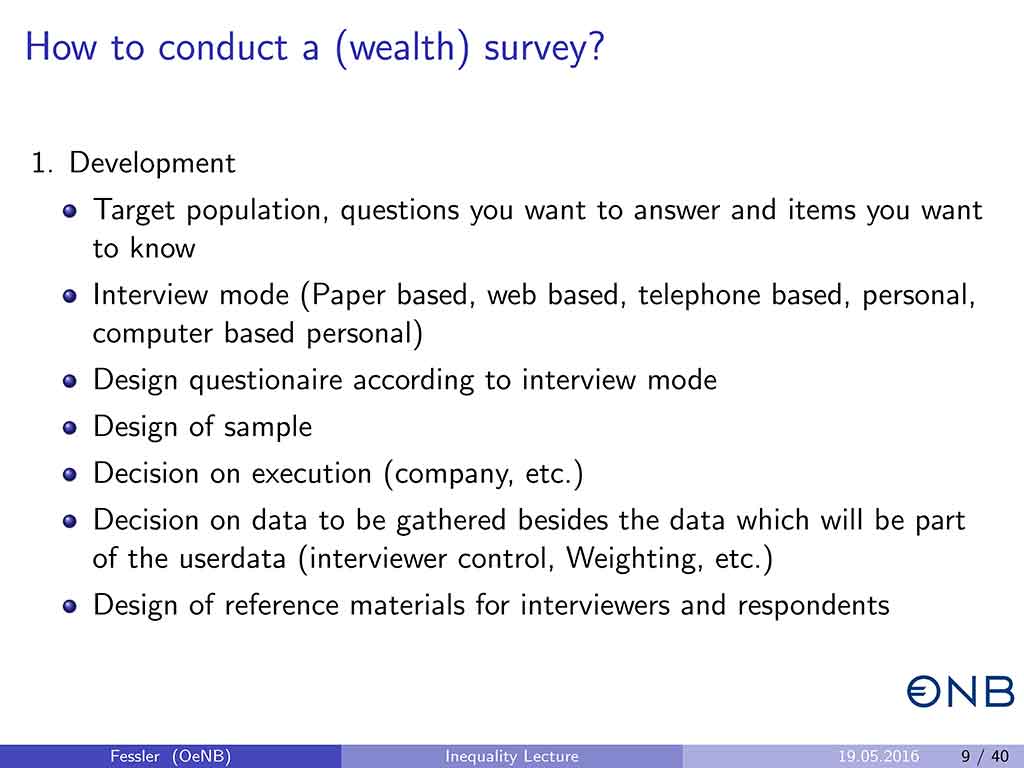 How to conduct a (wealth) survey?
1. Development
Target population, questions you want to answer and items you want
to know
Interview mode (Paper based, web based, telephone based, personal,
computer based personal)
Design questionaire according to interview mode
Design of sample
Decision on execution (company, etc.)
Decision on data to be gathered besides the data which will be part
of the userdata (interviewer control, Weighting, etc.)
Design of reference materials for interviewers and respondents
ONB
Fessler (OeNB)
Inequality Lecture
19.05.2016
9 / 40